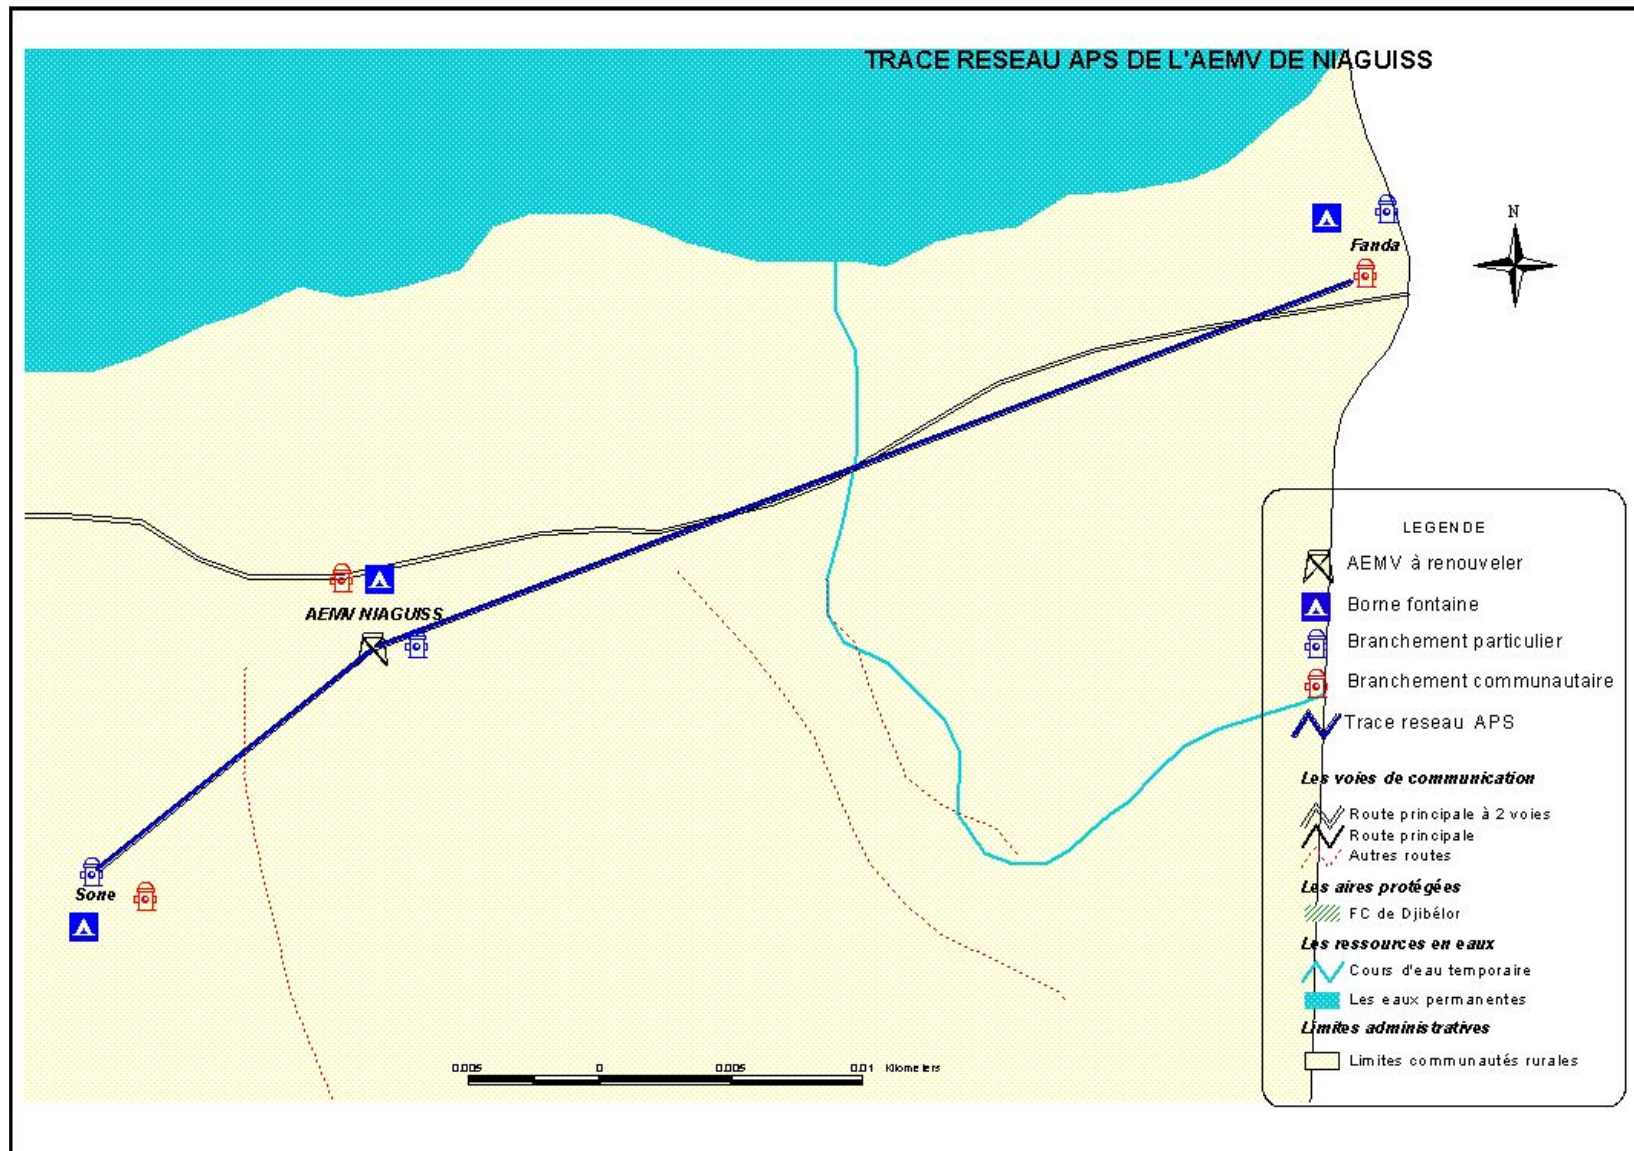 TRACE RESEAU APS DE L'AEMV DE NIAGUISS
N
Fanda
AEMV NIAGUISS
Sone
LEGENDE
AEMV à renouveler
Borne fontaine
Branchement particulier
Branchement communautaire
Trace reseau APS
Les voies de communication
Route principale à 2 voies
Route principale
Autres routes
Les aires protégées
FC de Djibélor
Les ressources en eaux
Cours d'eau temporaire
Les eaux permanentes
Limites administratives
Limites communautés rurales
0.005 0 0.005 0.01 Kilometers